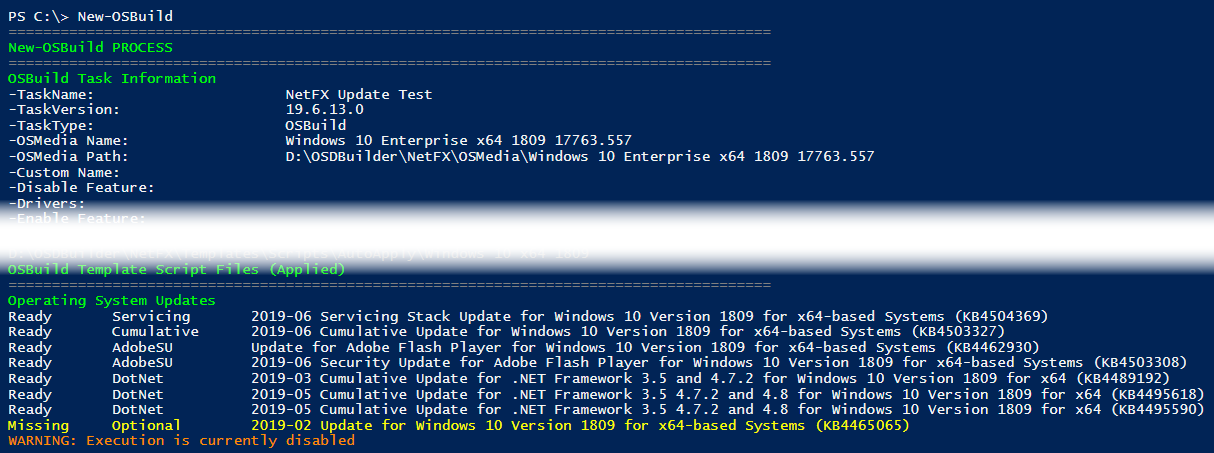 PS C:\> New-OSBuild
========================================================================================
New-OSBuild PROCESS
========================================================================================
OSBuild Task Information
-TaskName: NetFX Update Test
-TaskVersion: 19.6.13.0
-TaskType: OSBuild
-OSMedia Name: Windows 10 Enterprise x64 1809 17763.557
-OSMedia Path: D:\OSDBuilder\NetFX\OSMedia\Windows 10 Enterprise x64 1809 17763.557
-Custom Name:
-Disable Feature:
-Drivers:
-Enable Feature:
D:\OSDBuilder\NetFX\Templates\Scripts\AutoApply\Windows 10 x64 1809
OSBuild Template Script Files (Applied)
========================================================================================
Operating System Updates
Ready Servicing 2019-06 Servicing Stack Update for Windows 10 Version 1809 for x64-based Systems (KB4504369)
Ready Cumulative 2019-06 Cumulative Update for Windows 10 Version 1809 for x64-based Systems (KB4503327)
Ready AdobeSU Update for Adobe Flash Player for Windows 10 Version 1809 for x64-based Systems (KB4462930)
Ready AdobeSU 2019-06 Security Update for Adobe Flash Player for Windows 10 Version 1809 for x64-based Systems (KB4503308)
Ready DotNet 2019-03 Cumulative Update for .NET Framework 3.5 and 4.7.2 for Windows 10 Version 1809 for x64 (KB4489192)
Ready DotNet 2019-05 Cumulative Update for .NET Framework 3.5 4.7.2 and 4.8 for Windows 10 Version 1809 for x64 (KB4495618)
Ready DotNet 2019-05 Cumulative Update for .NET Framework 3.5 4.7.2 and 4.8 for Windows 10 Version 1809 for x64 (KB4495590)
Missing Optional 2019-02 Update for Windows 10 Version 1809 for x64-based Systems (KB4465065)
WARNING: Execution is currently disabled